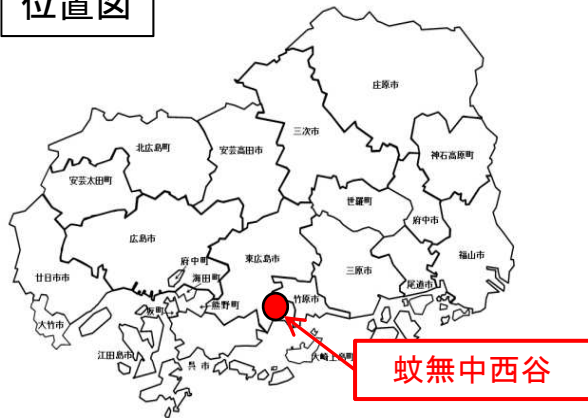 位置図
庄原市
三次市
北広島町
安芸高田市
神石高原町
安芸太田町
世羅町
府中市
広島市
東広島市
三原市
福山市
府中町
海田町
尾道市
廿日市市
竹原市
熊野町
坂町
大竹市
江田島市
呉市
大崎上島町
蚊無中西谷